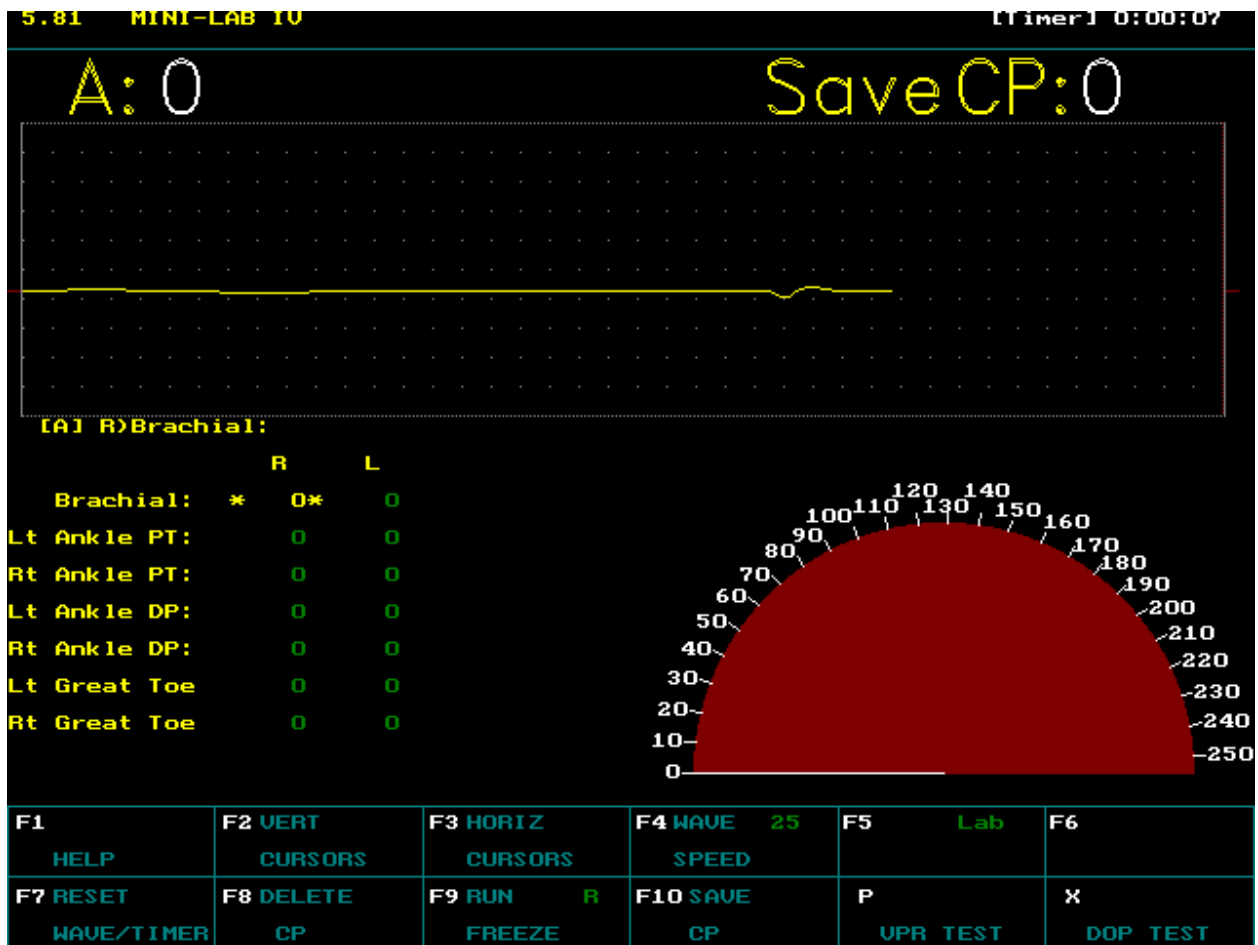 5.81 MINI-LAB IV [Timer] 0:00:07
A: 0 Save CP: 0
[A] R)Brachial:
R L
Brachial: * 0* 0
Lt Ankle PT: 0 0
Rt Ankle PT: 0 0
Lt Ankle DP: 0 0
Rt Ankle DP: 0 0
Lt Great Toe 0 0
Rt Great Toe 0 0
0
10
20
30
40
50
60
70
80
90
100
110
120
130
140
150
160
170
180
190
200
210
220
230
240
250
F1 F2 VERT F3 HORIZ F4 WAVE 25 F5 Lab F6
HELP CURSORS CURSORS SPEED
F7 RESET F8 DELETE F9 RUN R F10 SAVE P X
WAVE/TIMER CP FREEZE CP VPR TEST DOP TEST